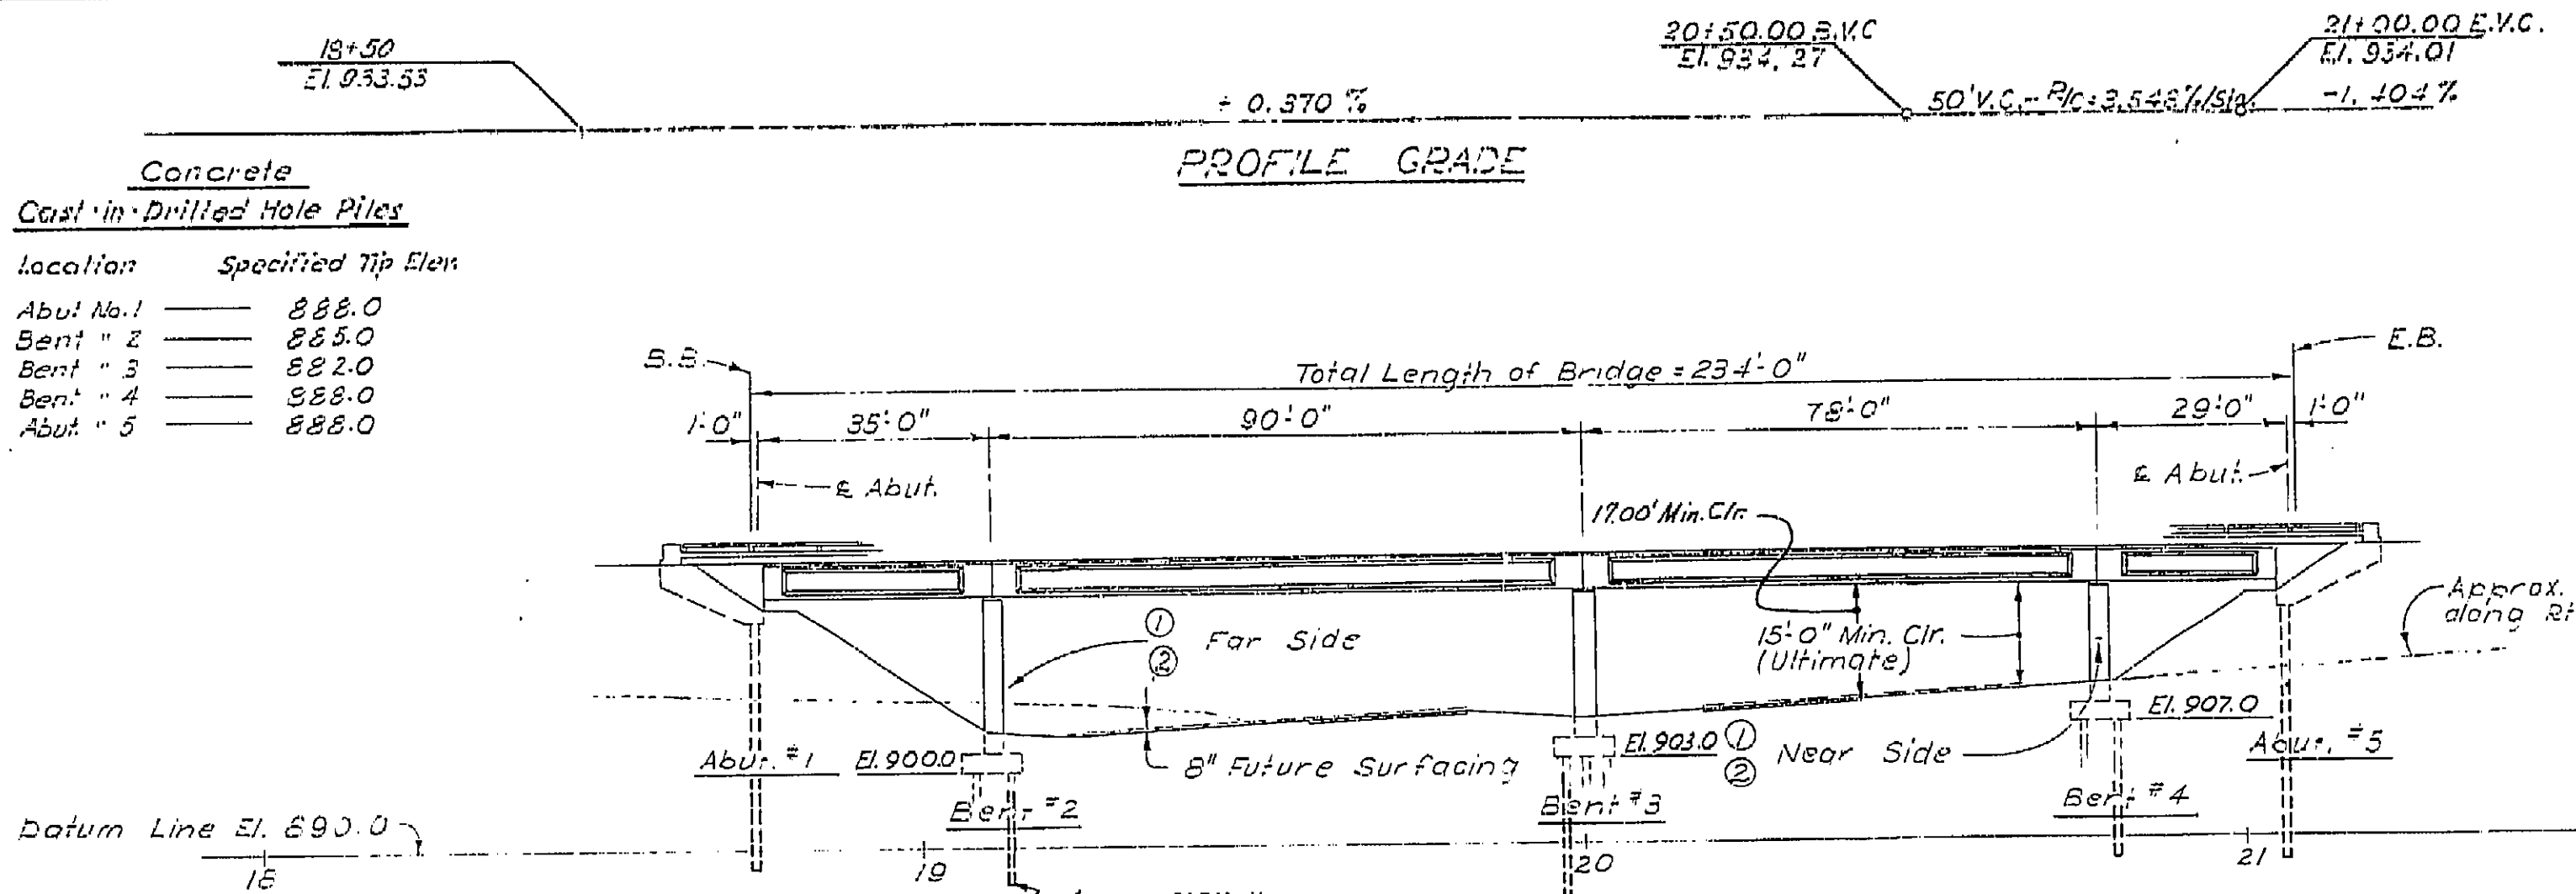 18+50
El. 933.53
20+50.00 B.V.C
El. 934.27
21+00.00 E.V.C.
El. 934.01
+ 0.370 %
50' V.C. - R/C = 3.548%/Sta.
-1.404 %
PROFILE GRADE
Concrete
Cast-in-Drilled Hole Piles
Location Specified Tip Elev.
Abut No. 1 888.0
Bent " 2 885.0
Bent " 3 882.0
Bent " 4 888.0
Abut. " 5 888.0
B.B.
E.B.
Total Length of Bridge = 234'-0"
1'-0" 35'-0" 90'-0" 78'-0" 29'-0" 1'-0"
℄ Abut.
℄ Abut.
17.00' Min. Clr.
① Far Side
②
15'-0" Min. Clr.
(Ultimate)
Approx.
along Rt
El. 907.0
Abut. #1
El. 900.0
8" Future Surfacing
El. 903.0
① Near Side
②
Abut. #5
Bent #2
Bent #3
Bent #4
Datum Line El. 890.0
18 19 20 21